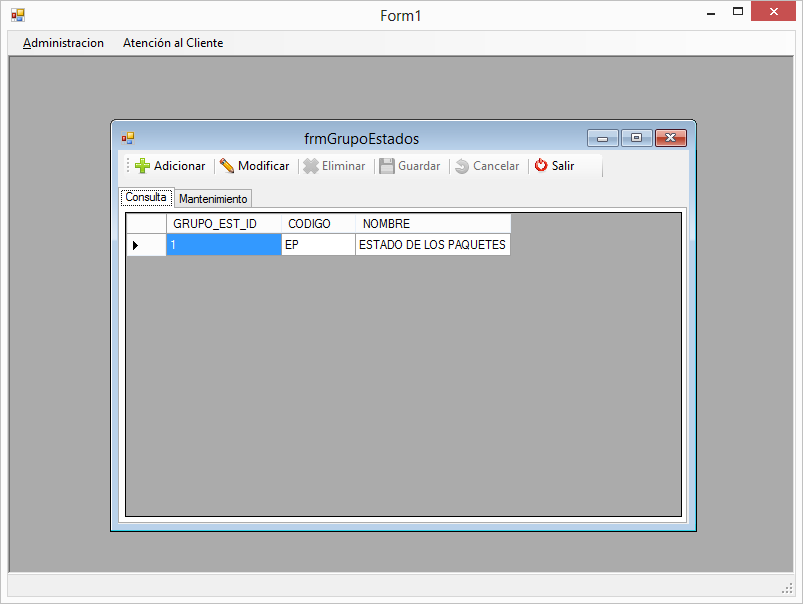 Form1
Administracion Atención al Cliente
frmGrupoEstados
Adicionar Modificar Eliminar Guardar Cancelar Salir
Consulta Mantenimiento
GRUPO_EST_ID CODIGO NOMBRE
1 EP ESTADO DE LOS PAQUETES